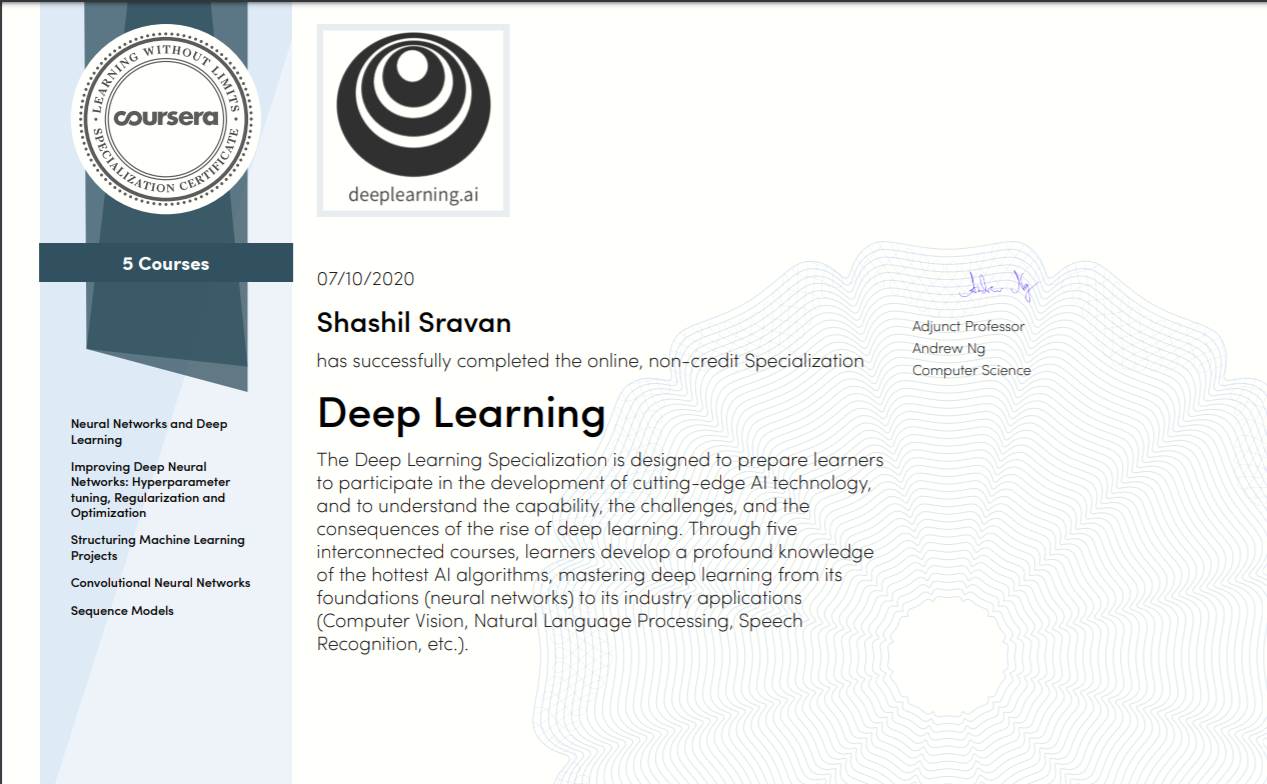 LEARNING WITHOUT LIMITS
coursera
SPECIALIZATION CERTIFICATE
5 Courses
Neural Networks and Deep
Learning
Improving Deep Neural
Networks: Hyperparameter
tuning, Regularization and
Optimization
Structuring Machine Learning
Projects
Convolutional Neural Networks
Sequence Models
deeplearning.ai
07/10/2020
Shashil Sravan
has successfully completed the online, non-credit Specialization
Deep Learning
The Deep Learning Specialization is designed to prepare learners
to participate in the development of cutting-edge AI technology,
and to understand the capability, the challenges, and the
consequences of the rise of deep learning. Through five
interconnected courses, learners develop a profound knowledge
of the hottest AI algorithms, mastering deep learning from its
foundations (neural networks) to its industry applications
(Computer Vision, Natural Language Processing, Speech
Recognition, etc.).
Andrew Ng
Adjunct Professor
Andrew Ng
Computer Science